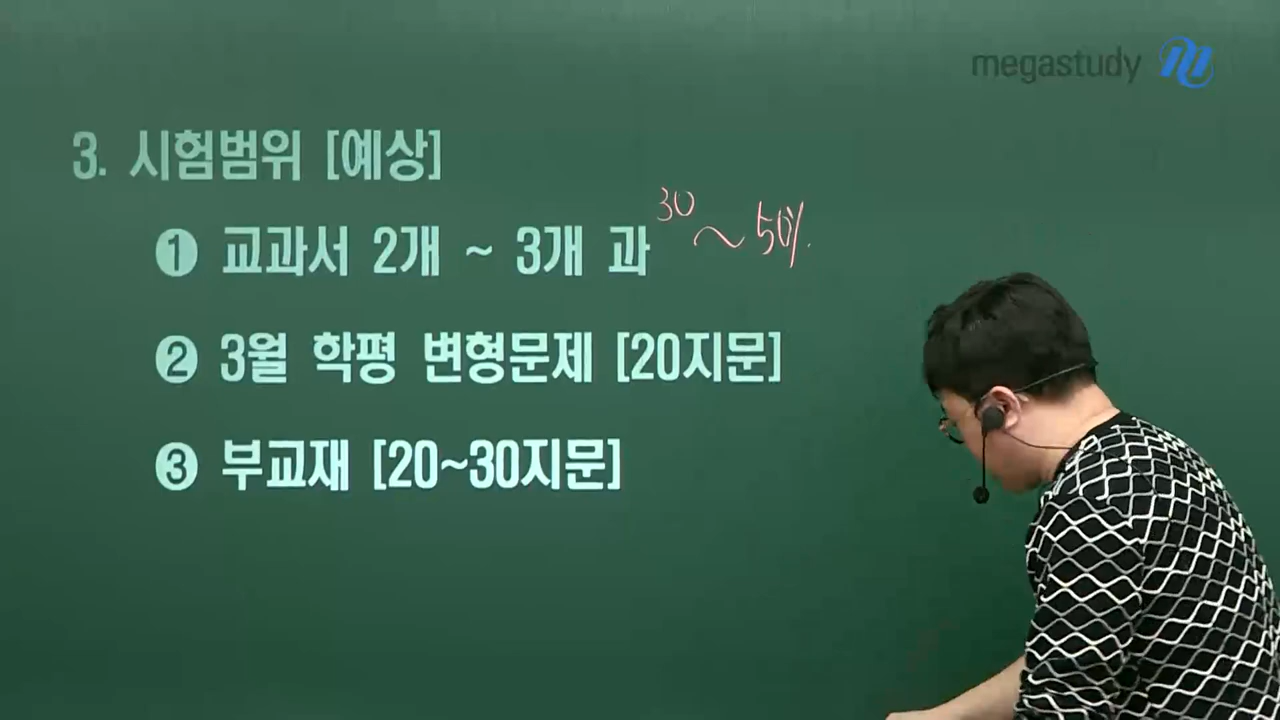 megastudy
3. 시험범위 [예상]
① 교과서 2개 ~ 3개 과 30 ~ 50%
② 3월 학평 변형문제 [20지문]
③ 부교재 [20~30지문]